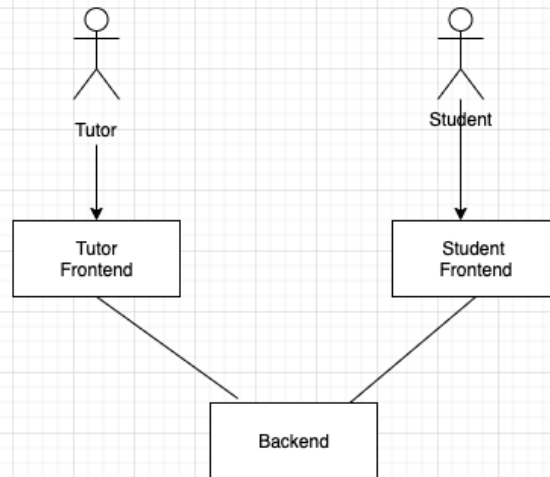 Tutor
Student
Tutor
Frontend
Student
Frontend
Backend